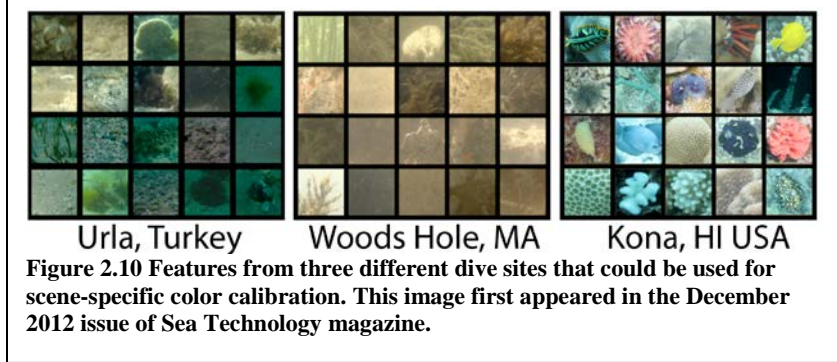 Urla, Turkey
Woods Hole, MA
Kona, HI USA
Figure 2.10 Features from three different dive sites that could be used for
scene-specific color calibration. This image first appeared in the December
2012 issue of Sea Technology magazine.